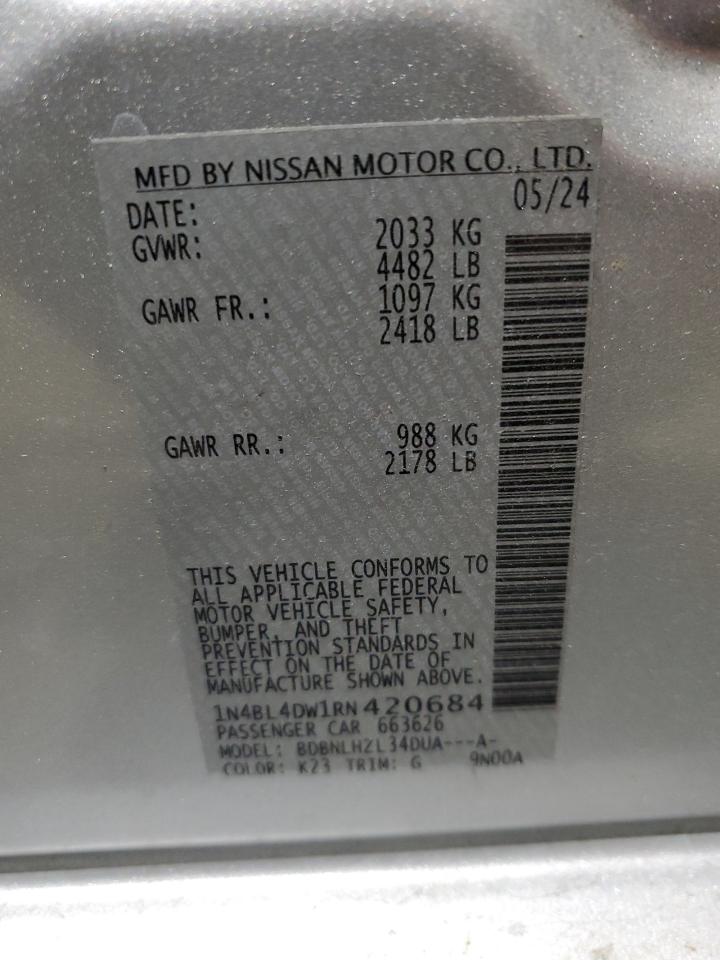 MFD BY NISSAN MOTOR CO., LTD.
DATE: 05/24
GVWR: 2033 KG
4482 LB
GAWR FR.: 1097 KG
2418 LB
GAWR RR.: 988 KG
2178 LB
THIS VEHICLE CONFORMS TO
ALL APPLICABLE FEDERAL
MOTOR VEHICLE SAFETY,
BUMPER, AND THEFT
PREVENTION STANDARDS IN
EFFECT ON THE DATE OF
MANUFACTURE SHOWN ABOVE.
1N4BL4DW1RN420684
PASSENGER CAR 663626
MODEL: BDBNLHZL34DUA---A-
COLOR: K23 TRIM: G 9N00A